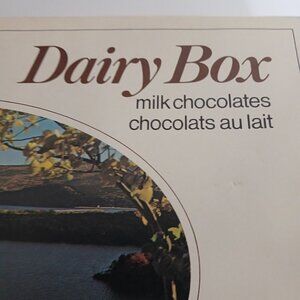 Dairy Box
milk chocolates
chocolats au lait